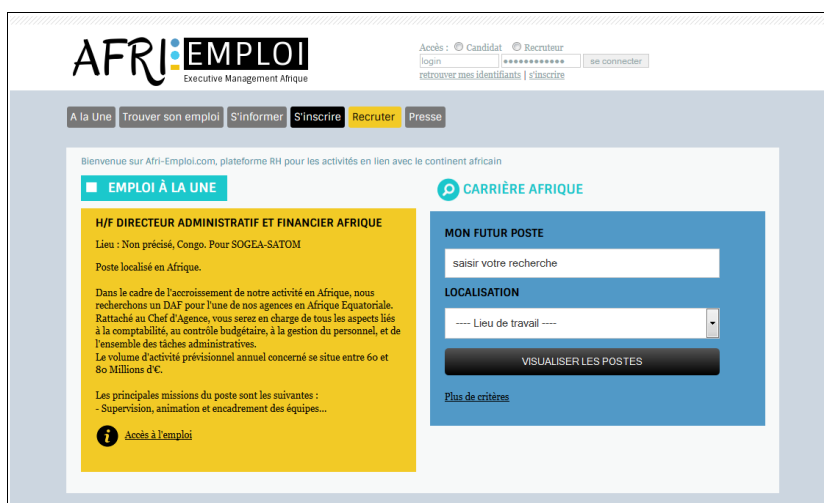 AFRI EMPLOI
Executive Management Afrique
Accès : Candidat Recruteur
login ●●●●●●●●●●●● se connecter
retrouver mes identifiants | s'inscrire
A la Une Trouver son emploi S'informer S'inscrire Recruter Presse
Bienvenue sur Afri-Emploi.com, plateforme RH pour les activités en lien avec le continent africain
EMPLOI À LA UNE
H/F DIRECTEUR ADMINISTRATIF ET FINANCIER AFRIQUE
Lieu : Non précisé, Congo. Pour SOGEA-SATOM
Poste localisé en Afrique.
Dans le cadre de l'accroissement de notre activité en Afrique, nous
recherchons un DAF pour l'une de nos agences en Afrique Equatoriale.
Rattaché au Chef d'Agence, vous serez en charge de tous les aspects liés
à la comptabilité, au contrôle budgétaire, à la gestion du personnel, et de
l'ensemble des tâches administratives.
Le volume d'activité prévisionnel annuel concerné se situe entre 60 et
80 Millions d'€.
Les principales missions du poste sont les suivantes :
- Supervision, animation et encadrement des équipes...
i Accès à l'emploi
CARRIÈRE AFRIQUE
MON FUTUR POSTE
saisir votre recherche
LOCALISATION
---- Lieu de travail ----
VISUALISER LES POSTES
Plus de critères